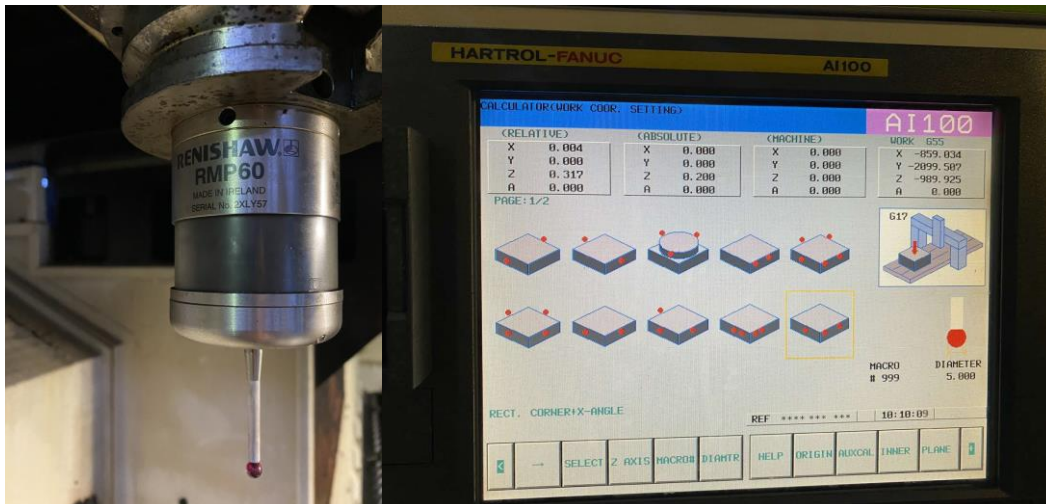 RENISHAW
RMP60
MADE IN IRELAND
SERIAL No. 2XLY57
HARTROL-FANUC
AI100
CALCULATOR(WORK COOR. SETTING)
AI100
(RELATIVE) (ABSOLUTE) (MACHINE) WORK G55
X 0.004 X 0.000 X 0.000 X -859.034
Y 0.000 Y 0.000 Y 0.000 Y -2099.507
Z 0.317 Z 0.200 Z 0.000 Z -989.925
A 0.000 A 0.000 A 0.000 A 0.000
PAGE:1/2
G17
MACRO DIAMETER
# 999 5.000
RECT. CORNER+X-ANGLE
REF **** *** *** 10:10:09
SELECT Z AXIS MACRO# DIAMTR HELP ORIGIN AUXCAL INNER PLANE